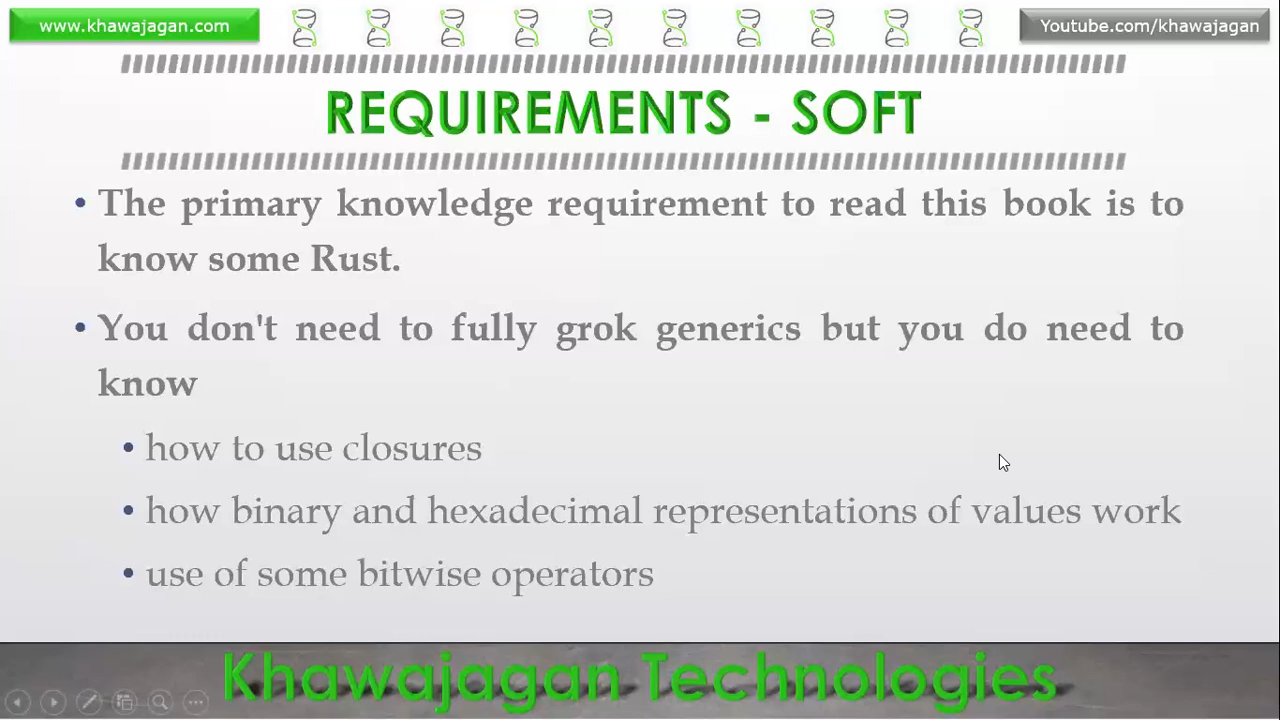 www.khawajagan.com
Youtube.com/khawajagan
REQUIREMENTS - SOFT
• The primary knowledge requirement to read this book is to
know some Rust.
• You don't need to fully grok generics but you do need to
know
• how to use closures
• how binary and hexadecimal representations of values work
• use of some bitwise operators
Khawajagan Technologies